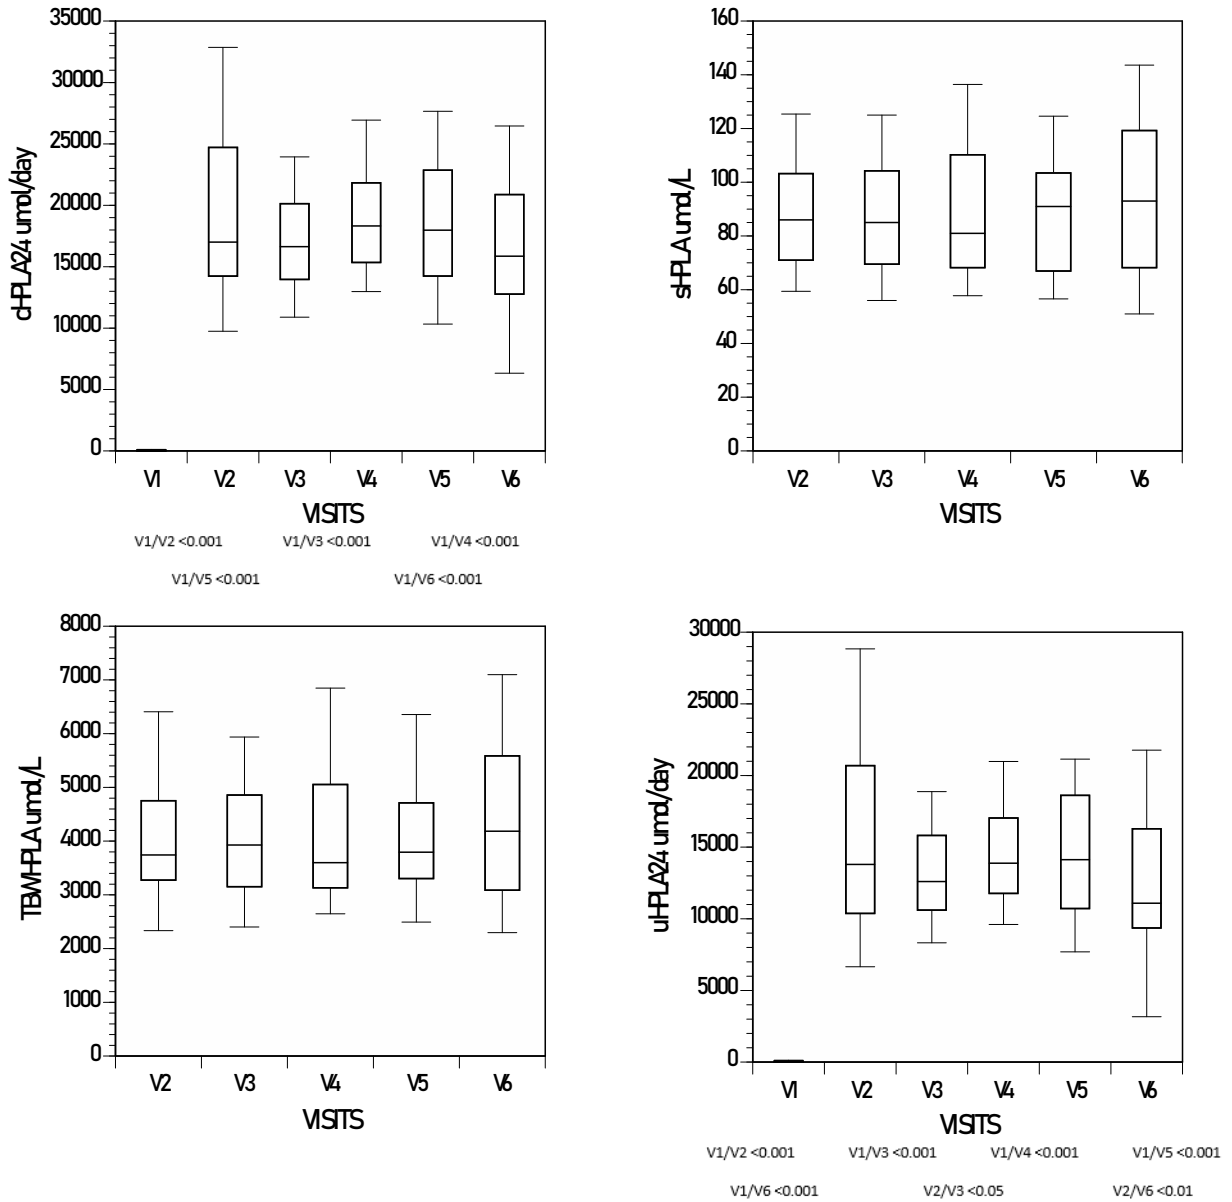 35000
30000
25000
20000
15000
10000
5000
0
dHPLA24 umol/day
V1 V2 V3 V4 V5 V6
VISITS
V1/V2 <0.001 V1/V3 <0.001 V1/V4 <0.001
V1/V5 <0.001 V1/V6 <0.001
160
140
120
100
80
60
40
20
0
sHPLA umol/L
V2 V3 V4 V5 V6
VISITS
8000
7000
6000
5000
4000
3000
2000
1000
0
TBWHPLA umol/L
V2 V3 V4 V5 V6
VISITS
30000
25000
20000
15000
10000
5000
0
uHPLA24 umol/day
V1 V2 V3 V4 V5 V6
VISITS
V1/V2 <0.001 V1/V3 <0.001 V1/V4 <0.001 V1/V5 <0.001
V1/V6 <0.001 V2/V3 <0.05 V2/V6 <0.01